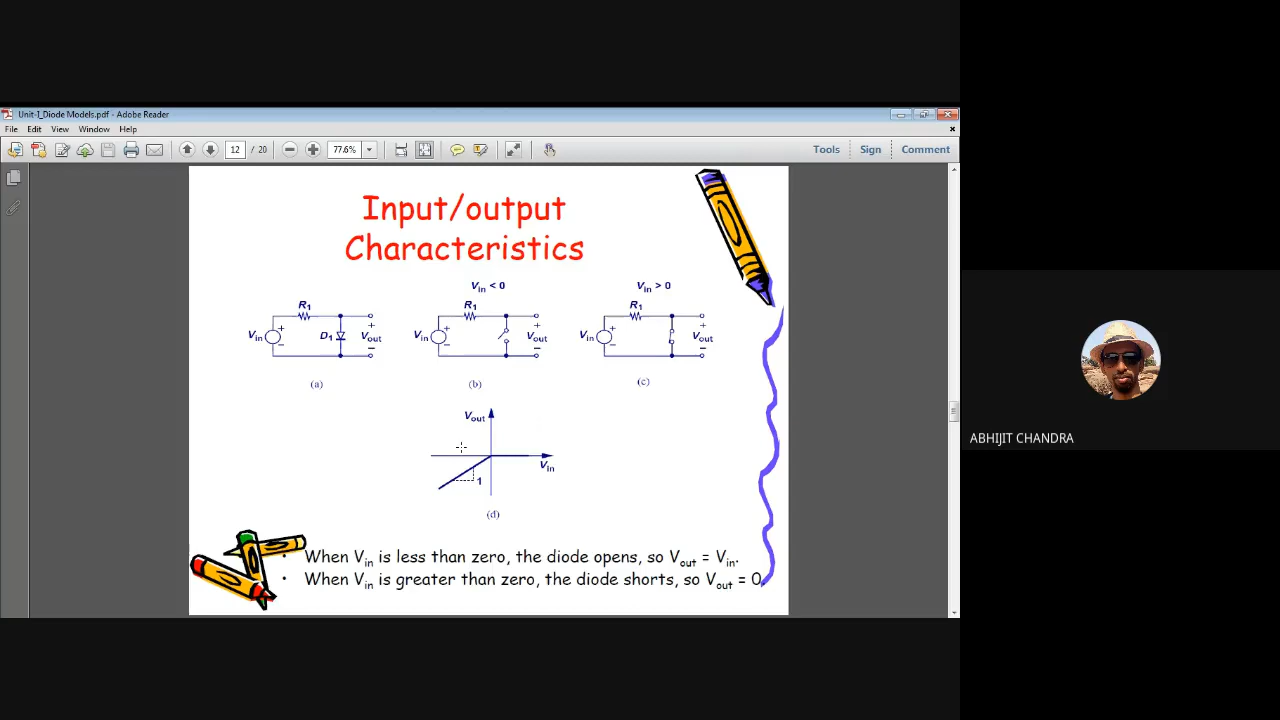 Unit-I_Diode Models.pdf - Adobe Reader
File Edit View Window Help
12 / 20 77.6% Tools Sign Comment
Input/output
Characteristics
Vin < 0 Vin > 0
R1 R1 R1
Vin + − D1 + Vout − Vin + − + Vout − Vin + − + Vout −
(a) (b) (c)
Vout
Vin
1
(d)
• When Vin is less than zero, the diode opens, so Vout = Vin.
• When Vin is greater than zero, the diode shorts, so Vout = 0.
ABHIJIT CHANDRA